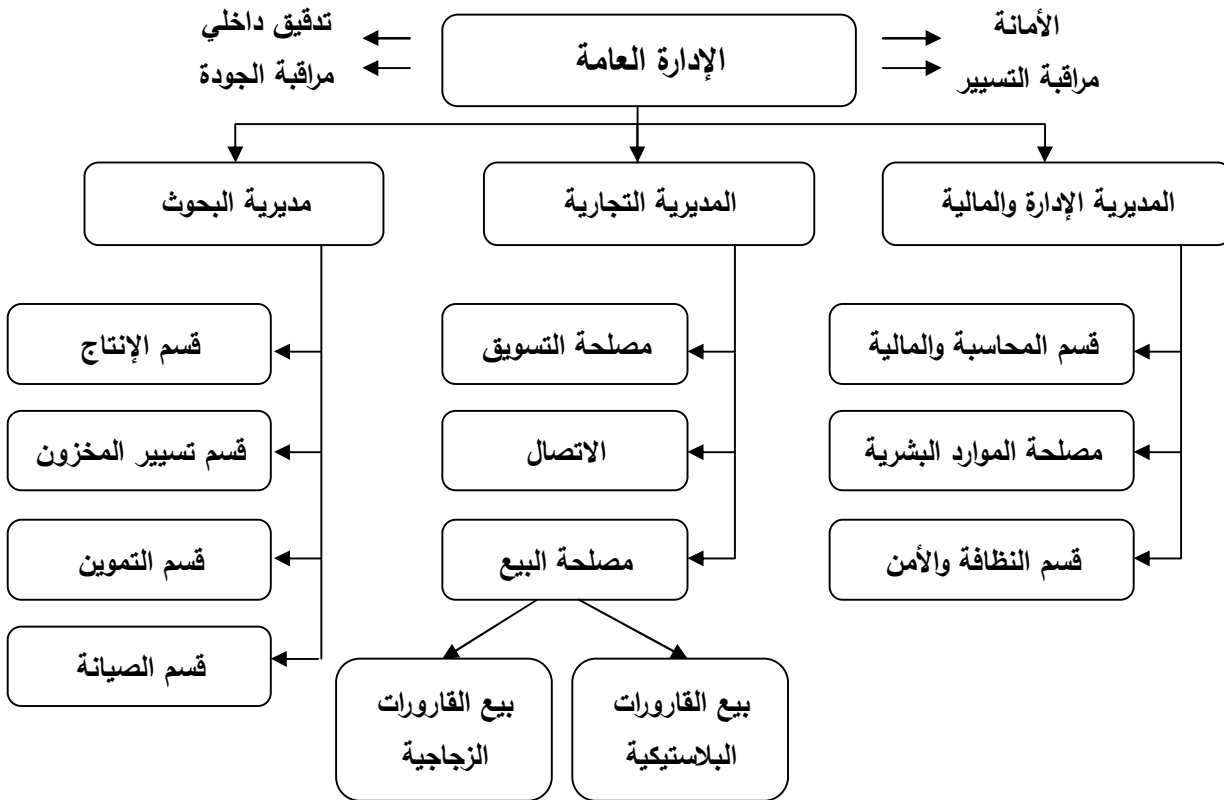 الأمانة
مراقبة التسيير
الإدارة العامة
تدقيق داخلي
مراقبة الجودة
المديرية الإدارة والمالية
المديرية التجارية
مديرية البحوث
قسم المحاسبة والمالية
مصلحة الموارد البشرية
قسم النظافة والأمن
مصلحة التسويق
الاتصال
مصلحة البيع
بيع القارورات
البلاستيكية
بيع القارورات
الزجاجية
قسم الإنتاج
قسم تسيير المخزون
قسم التموين
قسم الصيانة